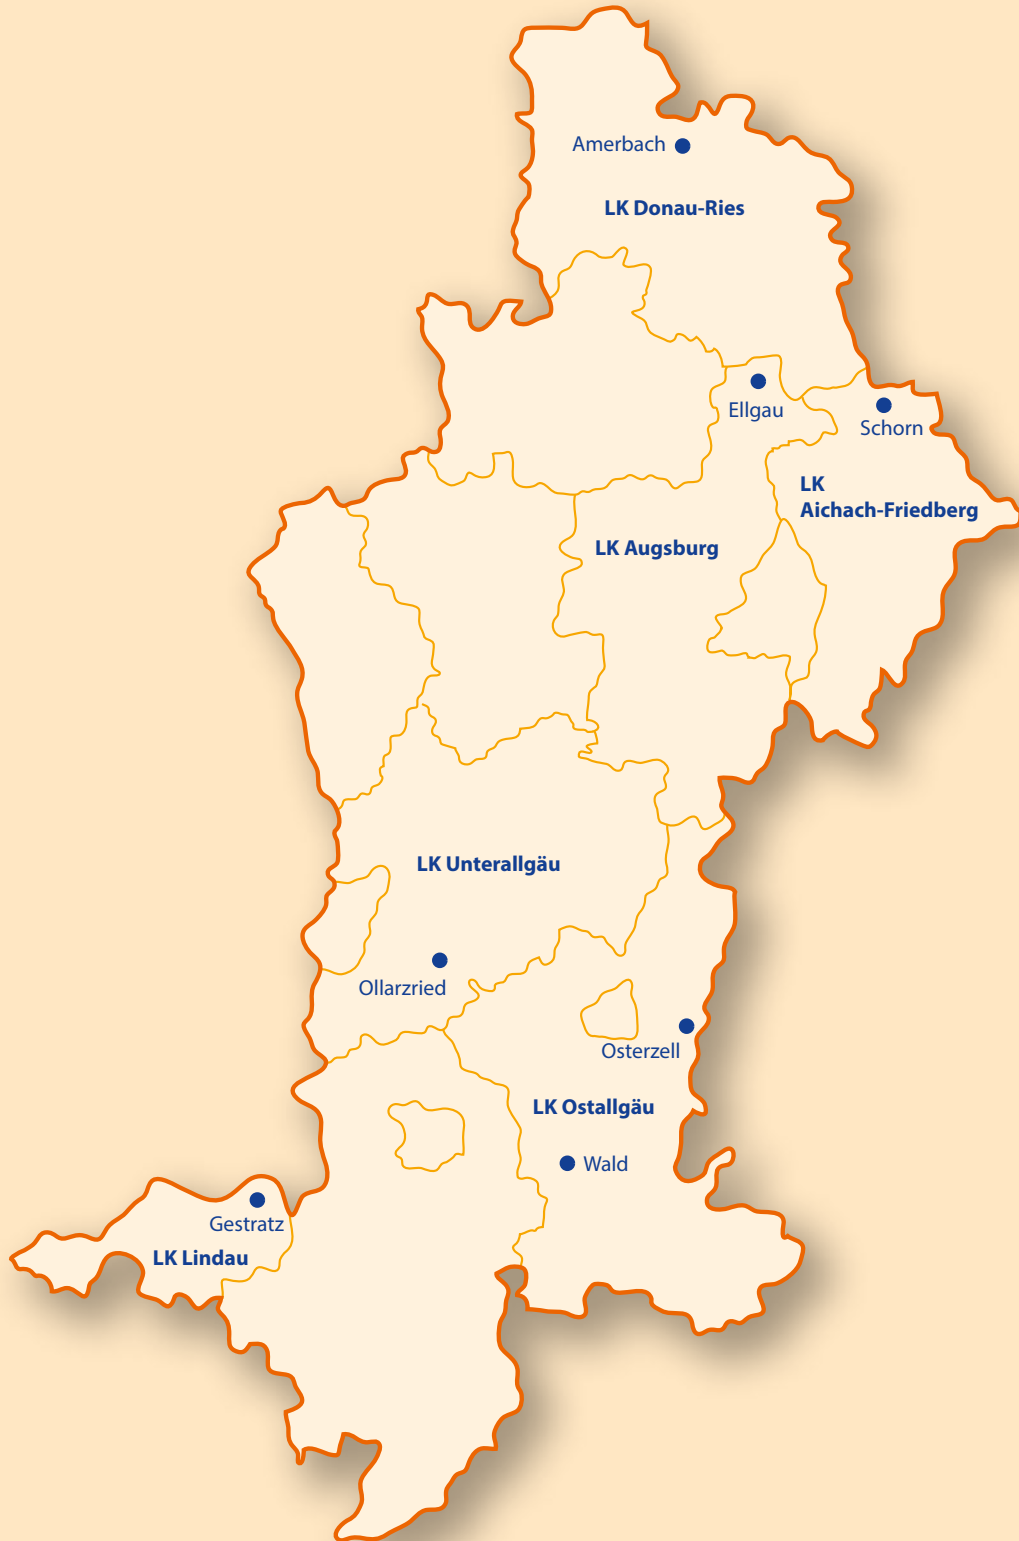 Amerbach
LK Donau-Ries
Ellgau
Schorn
LK
Aichach-Friedberg
LK Augsburg
LK Unterallgäu
Ollarzried
Osterzell
LK Ostallgäu
Wald
Gestratz
LK Lindau